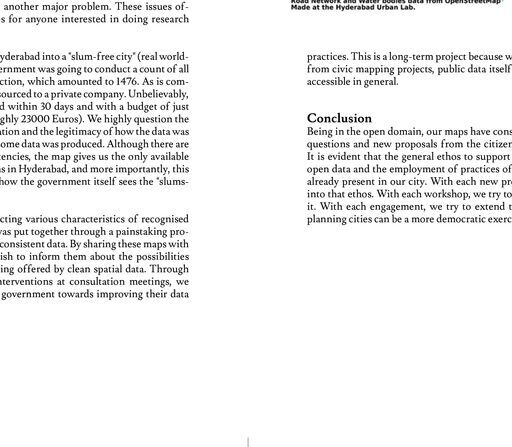 another major problem. These issues of-
s for anyone interested in doing research
yderabad into a "slum-free city" (real world-
ernment was going to conduct a count of all
ction, which amounted to 1476. As is com-
sourced to a private company. Unbelievably,
d within 30 days and with a budget of just
ghly 23000 Euros). We highly question the
ation and the legitimacy of how the data was
some data was produced. Although there are
tencies, the map gives us the only available
ns in Hyderabad, and more importantly, this
how the government itself sees the "slums-
cting various characteristics of recognised
was put together through a painstaking pro-
consistent data. By sharing these maps with
ish to inform them about the possibilities
ing offered by clean spatial data. Through
nterventions at consultation meetings, we
government towards improving their data
Road Network and Water bodies data from OpenStreetMap
Made at the Hyderabad Urban Lab.
practices. This is a long-term project because w
from civic mapping projects, public data itself
accessible in general.
Conclusion
Being in the open domain, our maps have cons
questions and new proposals from the citizen
It is evident that the general ethos to support
open data and the employment of practices of
already present in our city. With each new pro
into that ethos. With each workshop, we try to
it. With each engagement, we try to extend t
planning cities can be a more democratic exerc